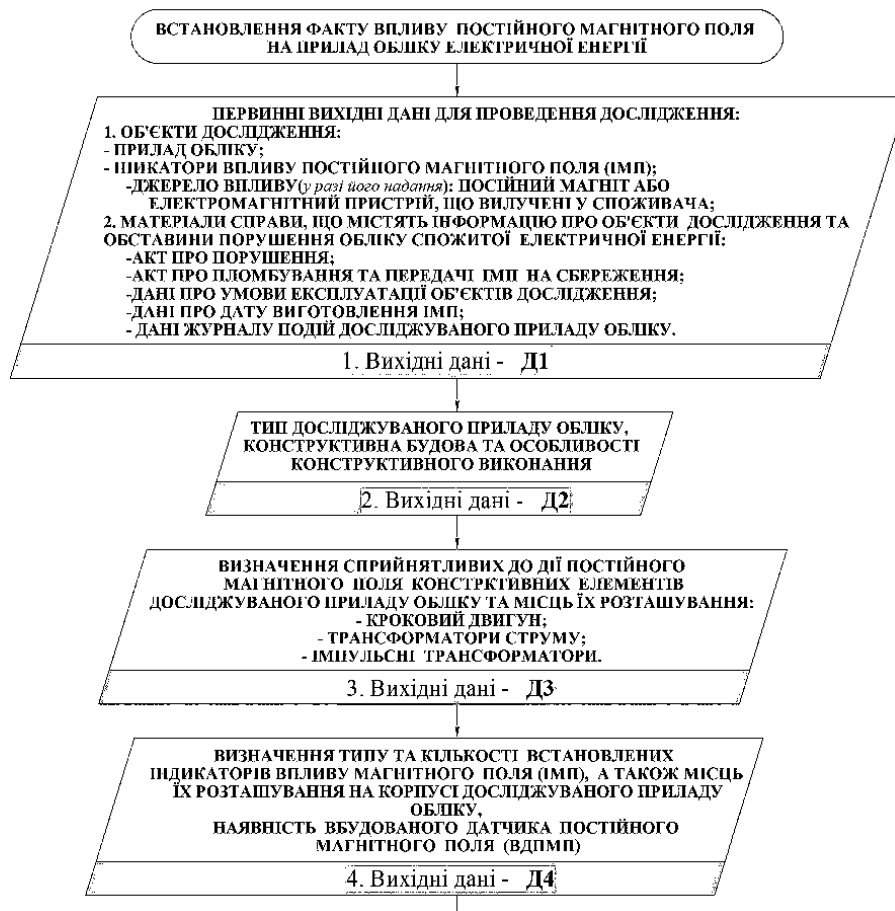 ВСТАНОВЛЕННЯ ФАКТУ ВПЛИВУ ПОСТІЙНОГО МАГНІТНОГО ПОЛЯ
НА ПРИЛАД ОБЛІКУ ЕЛЕКТРИЧНОЇ ЕНЕРГІЇ
ПЕРВИННІ ВИХІДНІ ДАНІ ДЛЯ ПРОВЕДЕННЯ ДОСЛІДЖЕННЯ:
1. ОБ'ЄКТИ ДОСЛІДЖЕННЯ:
- ПРИЛАД ОБЛІКУ;
- ІНИКАТОРИ ВПЛИВУ ПОСТІЙНОГО МАГНІТНОГО ПОЛЯ (ІМП);
-ДЖЕРЕЛО ВПЛИВУ(у разі його надання): ПОСТІЙНИЙ МАГНІТ АБО
ЕЛЕКТРОМАГНІТНИЙ ПРИСТРІЙ, ЩО ВИЛУЧЕНІ У СПОЖИВАЧА;
2. МАТЕРІАЛИ СПРАВИ, ЩО МІСТЯТЬ ІНФОРМАЦІЮ ПРО ОБ'ЄКТИ ДОСЛІДЖЕННЯ ТА
ОБСТАВИНИ ПОРУШЕННЯ ОБЛІКУ СПОЖИТОЇ ЕЛЕКТРИЧНОЇ ЕНЕРГІЇ:
-АКТ ПРО ПОРУШЕННЯ;
-АКТ ПРО ПЛОМБУВАННЯ ТА ПЕРЕДАЧІ ІМП НА СБЕРЕЖЕННЯ;
-ДАНІ ПРО УМОВИ ЕКСПЛУАТАЦІЇ ОБ'ЄКТІВ ДОСЛІДЖЕННЯ;
-ДАНІ ПРО ДАТУ ВИГОТОВЛЕННЯ ІМП;
- ДАНІ ЖУРНАЛУ ПОДІЙ ДОСЛІДЖУВАНОГО ПРИЛАДУ ОБЛІКУ.
1. Вихідні дані - Д1
ТИП ДОСЛІДЖУВАНОГО ПРИЛАДУ ОБЛІКУ,
КОНСТРУКТИВНА БУДОВА ТА ОСОБЛИВОСТІ
КОНСТРУКТИВНОГО ВИКОНАННЯ
2. Вихідні дані - Д2
ВИЗНАЧЕННЯ СПРИЙНЯТЛИВИХ ДО ДІЇ ПОСТІЙНОГО
МАГНІТНОГО ПОЛЯ КОНСТРКТИВНИХ ЕЛЕМЕНТІВ
ДОСЛІДЖУВАНОГО ПРИЛАДУ ОБЛІКУ ТА МІСЦЬ ЇХ РОЗТАШУВАННЯ:
- КРОКОВИЙ ДВИГУН;
- ТРАНСФОРМАТОРИ СТРУМУ;
- ІМПУЛЬСНІ ТРАНСФОРМАТОРИ.
3. Вихідні дані - Д3
ВИЗНАЧЕННЯ ТИПУ ТА КІЛЬКОСТІ ВСТАНОВЛЕНИХ
ІНДИКАТОРІВ ВПЛИВУ МАГНІТНОГО ПОЛЯ (ІМП), А ТАКОЖ МІСЦЬ
ЇХ РОЗТАШУВАННЯ НА КОРПУСІ ДОСЛІДЖУВАНОГО ПРИЛАДУ
ОБЛІКУ,
НАЯВНІСТЬ ВБУДОВАНОГО ДАТЧИКА ПОСТІЙНОГО
МАГНІТНОГО ПОЛЯ (ВДПМП)
4. Вихідні дані - Д4